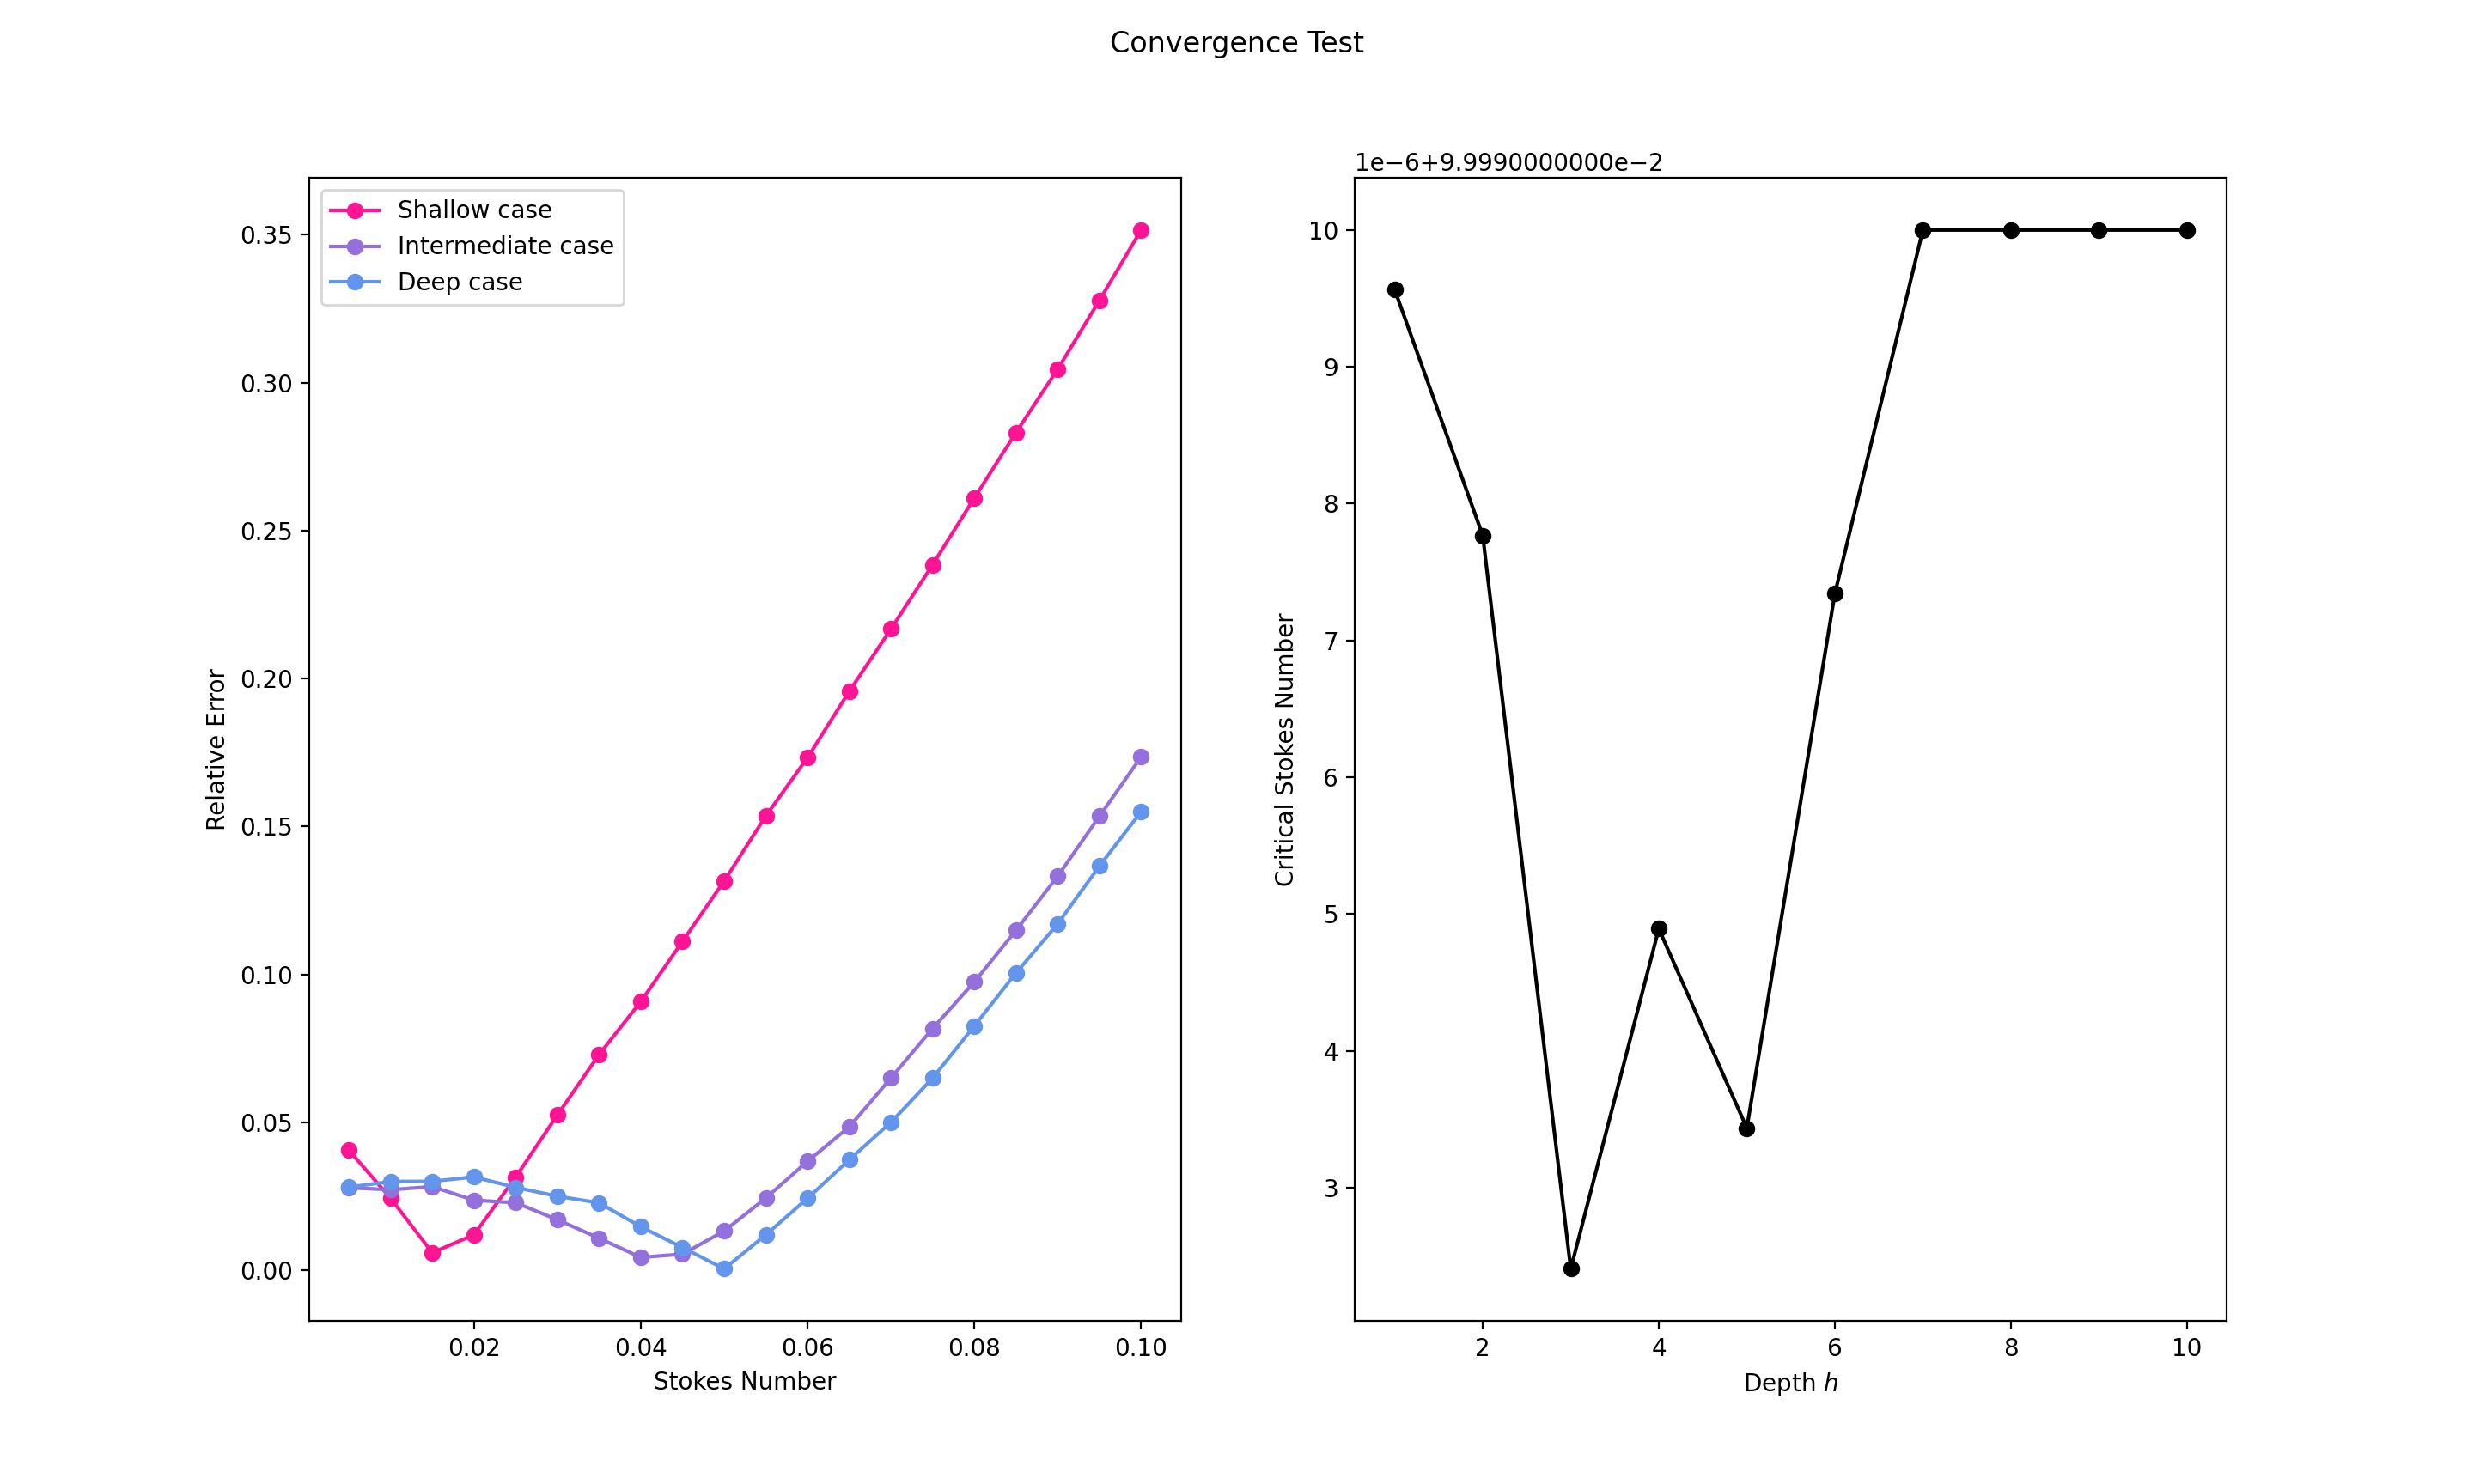 Convergence Test
Shallow case
Intermediate case
Deep case
0.35
0.30
0.25
0.20
0.15
0.10
0.05
0.00
Relative Error
0.02 0.04 0.06 0.08 0.10
Stokes Number
1e−6+9.9990000000e−2
10
9
8
7
6
5
4
3
Critical Stokes Number
2 4 6 8 10
Depth h